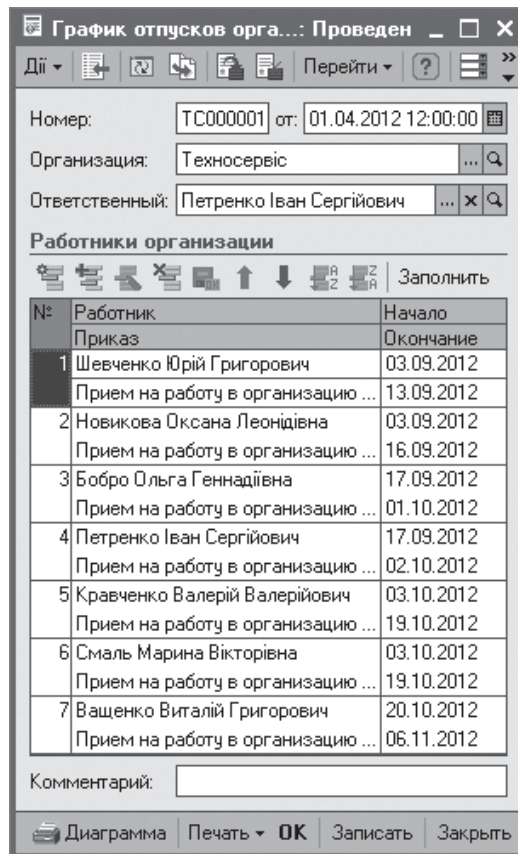 График отпусков орга...: Проведен
Дії Перейти
Номер: ТС000001 от: 01.04.2012 12:00:00
Организация: Техносервіс ...
Ответственный: Петренко Іван Сергійович ...
Работники организации
Заполнить
№ Работник Начало
Приказ Окончание
1 Шевченко Юрій Григорович 03.09.2012
Прием на работу в организацию ... 13.09.2012
2 Новикова Оксана Леонідівна 03.09.2012
Прием на работу в организацию ... 16.09.2012
3 Бобро Ольга Геннадіївна 17.09.2012
Прием на работу в организацию ... 01.10.2012
4 Петренко Іван Сергійович 17.09.2012
Прием на работу в организацию ... 02.10.2012
5 Кравченко Валерій Валерійович 03.10.2012
Прием на работу в организацию ... 19.10.2012
6 Смаль Марина Вікторівна 03.10.2012
Прием на работу в организацию ... 19.10.2012
7 Ващенко Виталій Григорович 20.10.2012
Прием на работу в организацию ... 06.11.2012
Комментарий:
Диаграмма Печать OK Записать Закрыть